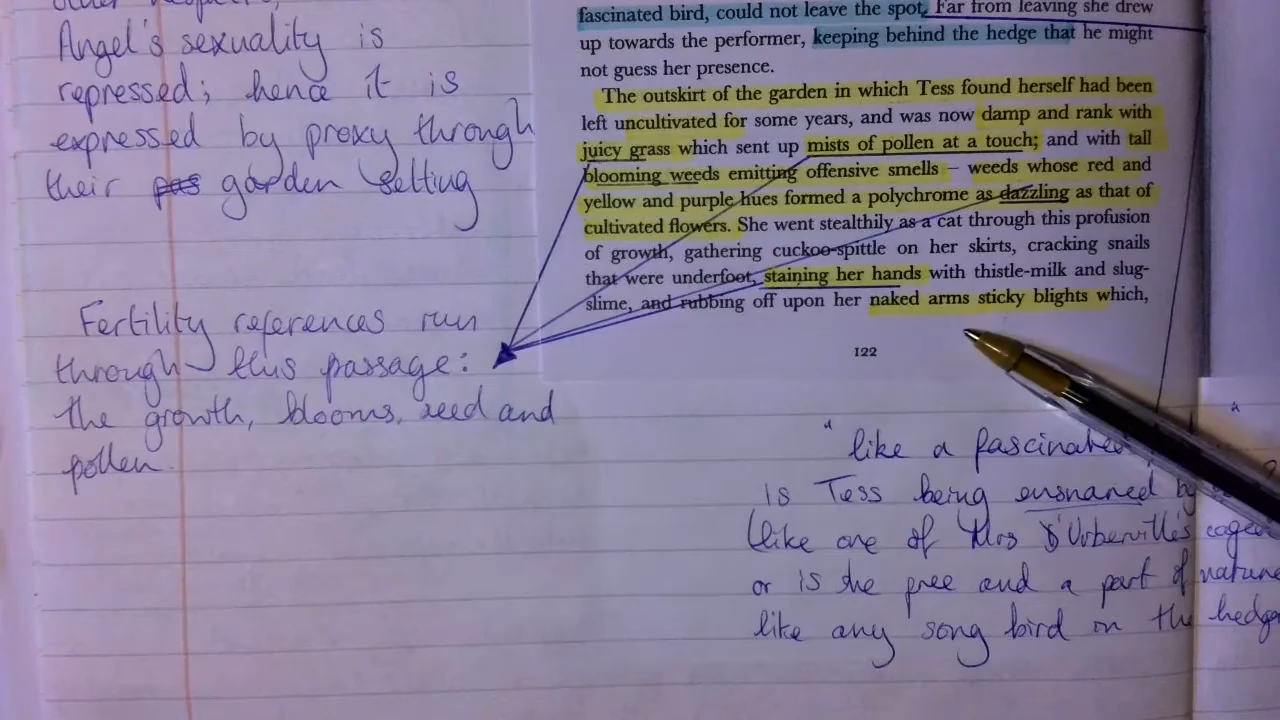 Angel's sexuality is
repressed; hence it is
expressed by proxy through
their garden setting
Fertility references run
through this passage:
the growth, blooms, seed and
pollen.
fascinated bird, could not leave the spot. Far from leaving she drew
up towards the performer, keeping behind the hedge that he might
not guess her presence.
The outskirt of the garden in which Tess found herself had been
left uncultivated for some years, and was now damp and rank with
juicy grass which sent up mists of pollen at a touch; and with tall
blooming weeds emitting offensive smells – weeds whose red and
yellow and purple hues formed a polychrome as dazzling as that of
cultivated flowers. She went stealthily as a cat through this profusion
of growth, gathering cuckoo-spittle on her skirts, cracking snails
that were underfoot, staining her hands with thistle-milk and slug-
slime, and rubbing off upon her naked arms sticky blights which,
122
"like a fascinated
is Tess being ensnared by
(like one of Mrs D'Urberville's caged
or is she free and a part of nature
like any song bird in the